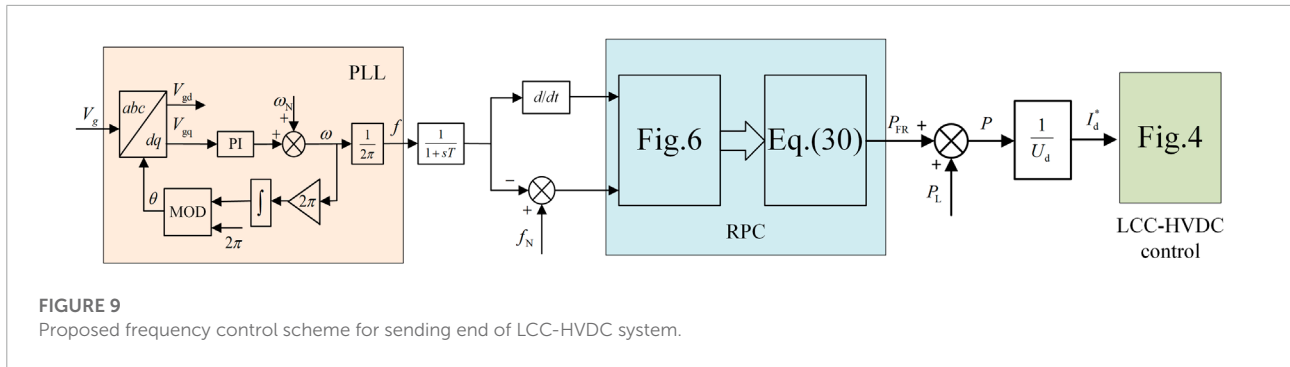 PLL
V_g
abc
dq
V_gd
V_gq
PI
ω_N
+
+
ω
1
2π
f
1
1+sT
θ
MOD
∫
2π
2π
d/dt
−
+
f_N
Fig.6
Eq.(30)
RPC
P_FR
+
+
P_L
P
1
U_d
I_d^*
Fig.4
LCC-HVDC
control
FIGURE 9
Proposed frequency control scheme for sending end of LCC-HVDC system.